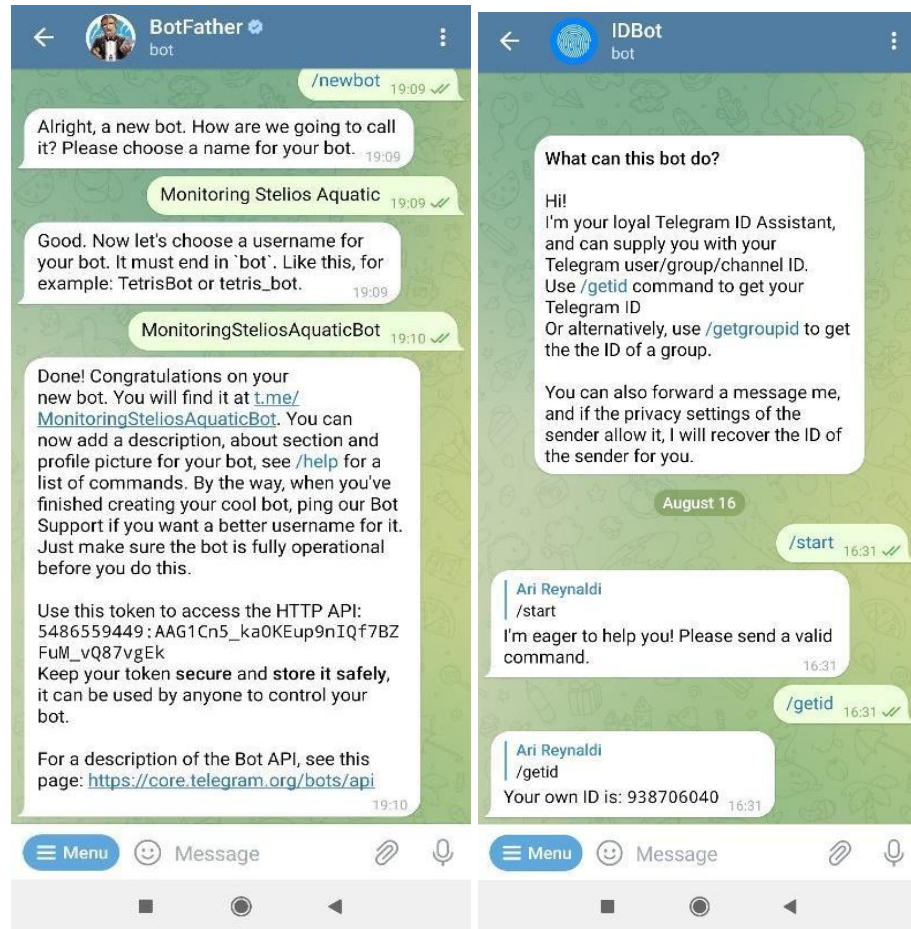 BotFather
bot
/newbot 19:09
Alright, a new bot. How are we going to call
it? Please choose a name for your bot. 19:09
Monitoring Stelios Aquatic 19:09
Good. Now let's choose a username for
your bot. It must end in `bot`. Like this, for
example: TetrisBot or tetris_bot. 19:09
MonitoringSteliosAquaticBot 19:10
Done! Congratulations on your
new bot. You will find it at t.me/
MonitoringSteliosAquaticBot. You can
now add a description, about section and
profile picture for your bot, see /help for a
list of commands. By the way, when you've
finished creating your cool bot, ping our Bot
Support if you want a better username for it.
Just make sure the bot is fully operational
before you do this.
Use this token to access the HTTP API:
5486559449:AAG1Cn5_kaOKEup9nIQf7BZ
FuM_vQ87vgEk
Keep your token secure and store it safely,
it can be used by anyone to control your
bot.
For a description of the Bot API, see this
page: https://core.telegram.org/bots/api
19:10
Menu Message
IDBot
bot
What can this bot do?
Hi!
I'm your loyal Telegram ID Assistant,
and can supply you with your
Telegram user/group/channel ID.
Use /getid command to get your
Telegram ID
Or alternatively, use /getgroupid to get
the the ID of a group.
You can also forward a message me,
and if the privacy settings of the
sender allow it, I will recover the ID of
the sender for you.
August 16
/start 16:31
Ari Reynaldi
/start
I'm eager to help you! Please send a valid
command. 16:31
/getid 16:31
Ari Reynaldi
/getid
Your own ID is: 938706040 16:31
Menu Message